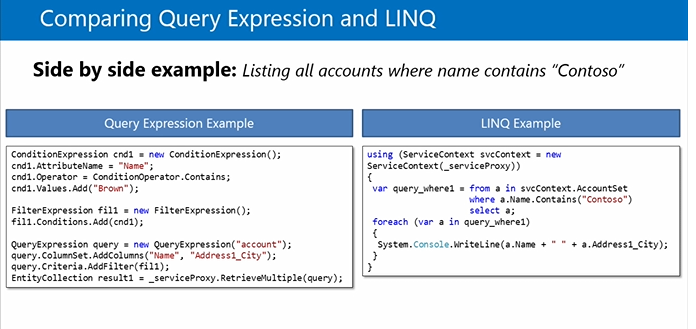 Comparing Query Expression and LINQ
Side by side example: Listing all accounts where name contains “Contoso”
Query Expression Example
ConditionExpression cnd1 = new ConditionExpression();
cnd1.AttributeName = "Name";
cnd1.Operator = ConditionOperator.Contains;
cnd1.Values.Add("Brown");
FilterExpression fil1 = new FilterExpression();
fil1.Conditions.Add(cnd1);
QueryExpression query = new QueryExpression("account");
query.ColumnSet.AddColumns("Name", "Address1_City");
query.Criteria.AddFilter(fil1);
EntityCollection result1 = _serviceProxy.RetrieveMultiple(query);
LINQ Example
using (ServiceContext svcContext = new
ServiceContext(_serviceProxy))
{
var query_where1 = from a in svcContext.AccountSet
where a.Name.Contains("Contoso")
select a;
foreach (var a in query_where1)
{
System.Console.WriteLine(a.Name + " " + a.Address1_City);
}
}